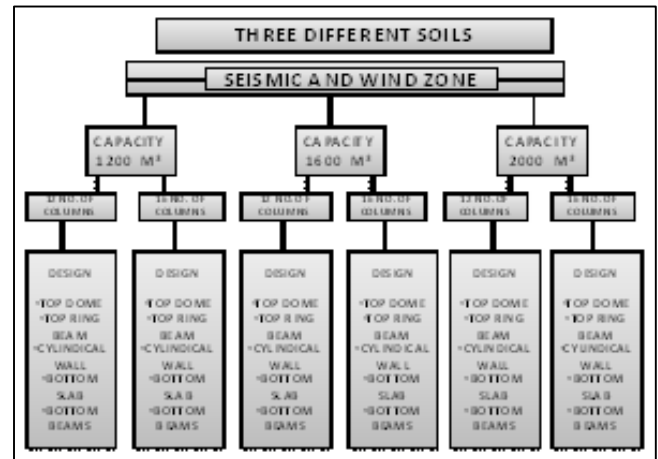 THREE DIFFERENT SOILS
SEISMIC AND WIND ZONE
CAPACITY
1200 M³
CAPACITY
1600 M³
CAPACITY
2000 M³
12 NO. OF
COLUMNS
16 NO. OF
COLUMNS
12 NO. OF
COLUMNS
16 NO. OF
COLUMNS
12 NO. OF
COLUMNS
16 NO. OF
COLUMNS
DESIGN
•TOP DOME
•TOP RING
BEAM
•CYLINDICAL
WALL
•BOTTOM
SLAB
•BOTTOM
BEAMS
DESIGN
•TOP DOME
•TOP RING
BEAM
•CYLINDICAL
WALL
•BOTTOM
SLAB
•BOTTOM
BEAMS
DESIGN
•TOP DOME
•TOP RING
BEAM
•CYLINDICAL
WALL
•BOTTOM
SLAB
•BOTTOM
BEAMS
DESIGN
•TOP DOME
•TOP RING
BEAM
•CYLINDICAL
WALL
•BOTTOM
SLAB
•BOTTOM
BEAMS
DESIGN
•TOP DOME
•TOP RING
BEAM
•CYLINDICAL
WALL
•BOTTOM
SLAB
•BOTTOM
BEAMS
DESIGN
•TOP DOME
•TOP RING
BEAM
•CYLINDICAL
WALL
•BOTTOM
SLAB
•BOTTOM
BEAMS